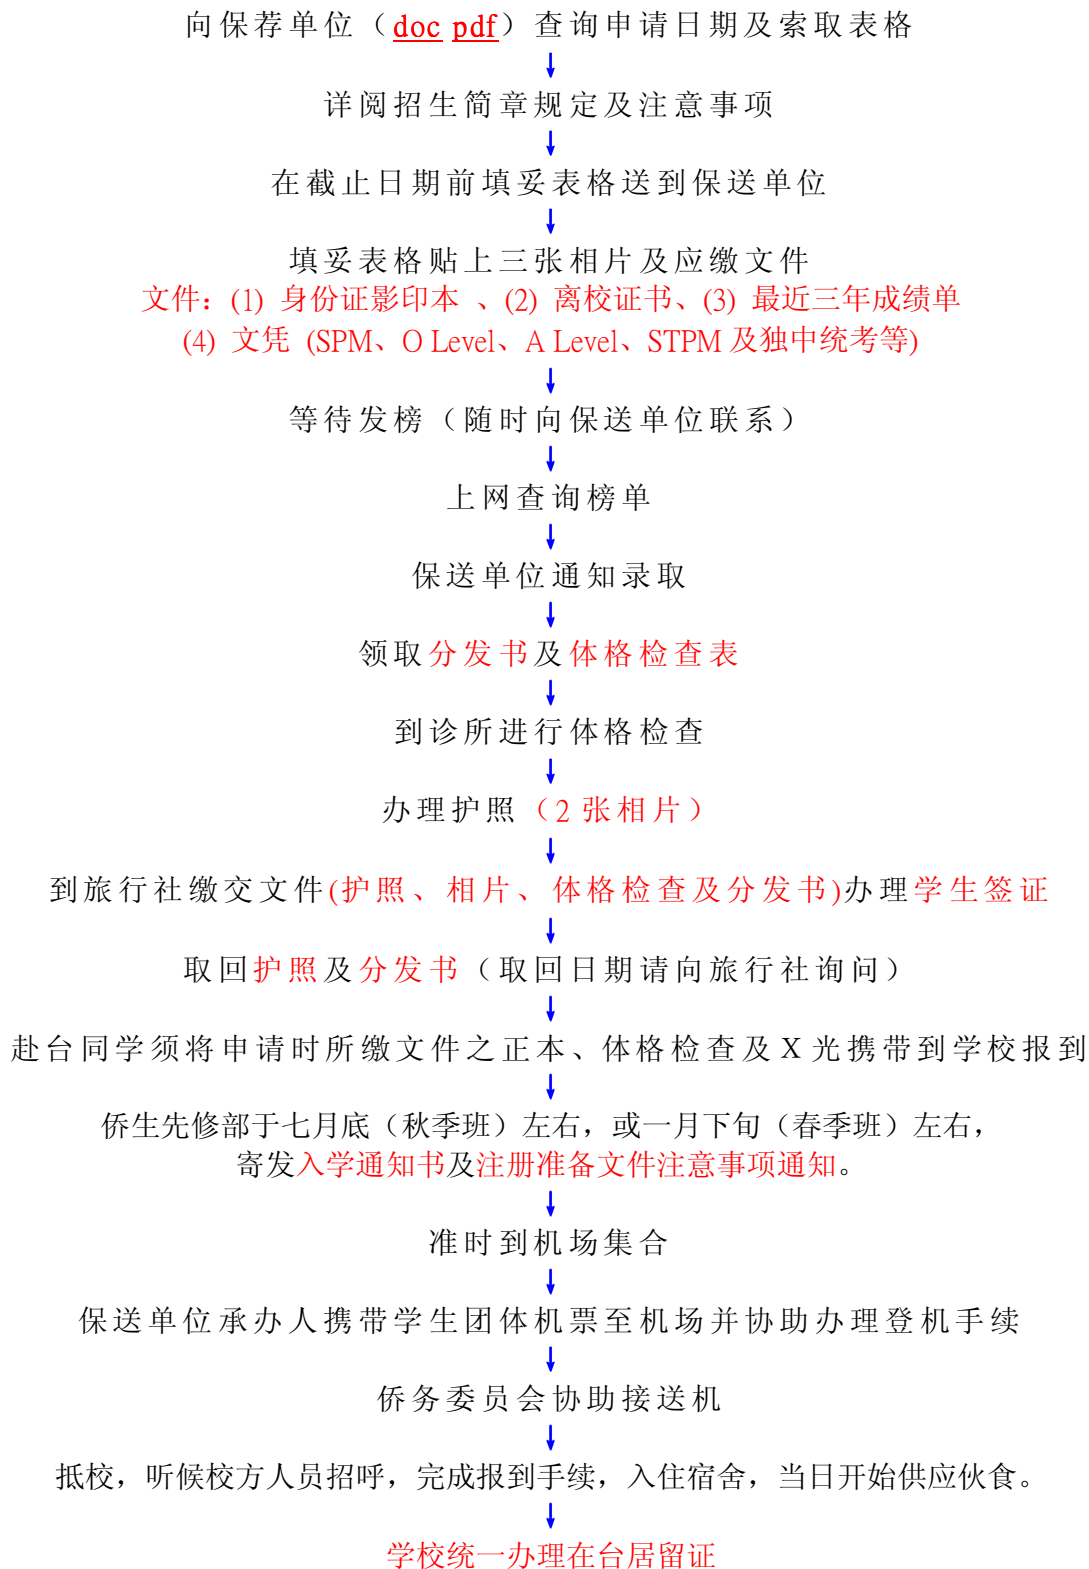 向保荐单位（doc pdf）查询申请日期及索取表格
详阅招生简章规定及注意事项
在截止日期前填妥表格送到保送单位
填妥表格贴上三张相片及应缴文件
文件：(1) 身份证影印本 、(2) 离校证书、(3) 最近三年成绩单
(4) 文凭 (SPM、O Level、A Level、STPM 及独中统考等)
等待发榜（随时向保送单位联系）
上网查询榜单
保送单位通知录取
领取分发书及体格检查表
到诊所进行体格检查
办理护照（2 张相片）
到旅行社缴交文件(护照、相片、体格检查及分发书)办理学生签证
取回护照及分发书（取回日期请向旅行社询问）
赴台同学须将申请时所缴文件之正本、体格检查及 X 光携带到学校报到
侨生先修部于七月底（秋季班）左右，或一月下旬（春季班）左右，
寄发入学通知书及注册准备文件注意事项通知。
准时到机场集合
保送单位承办人携带学生团体机票至机场并协助办理登机手续
侨务委员会协助接送机
抵校，听候校方人员招呼，完成报到手续，入住宿舍，当日开始供应伙食。
学校统一办理在台居留证